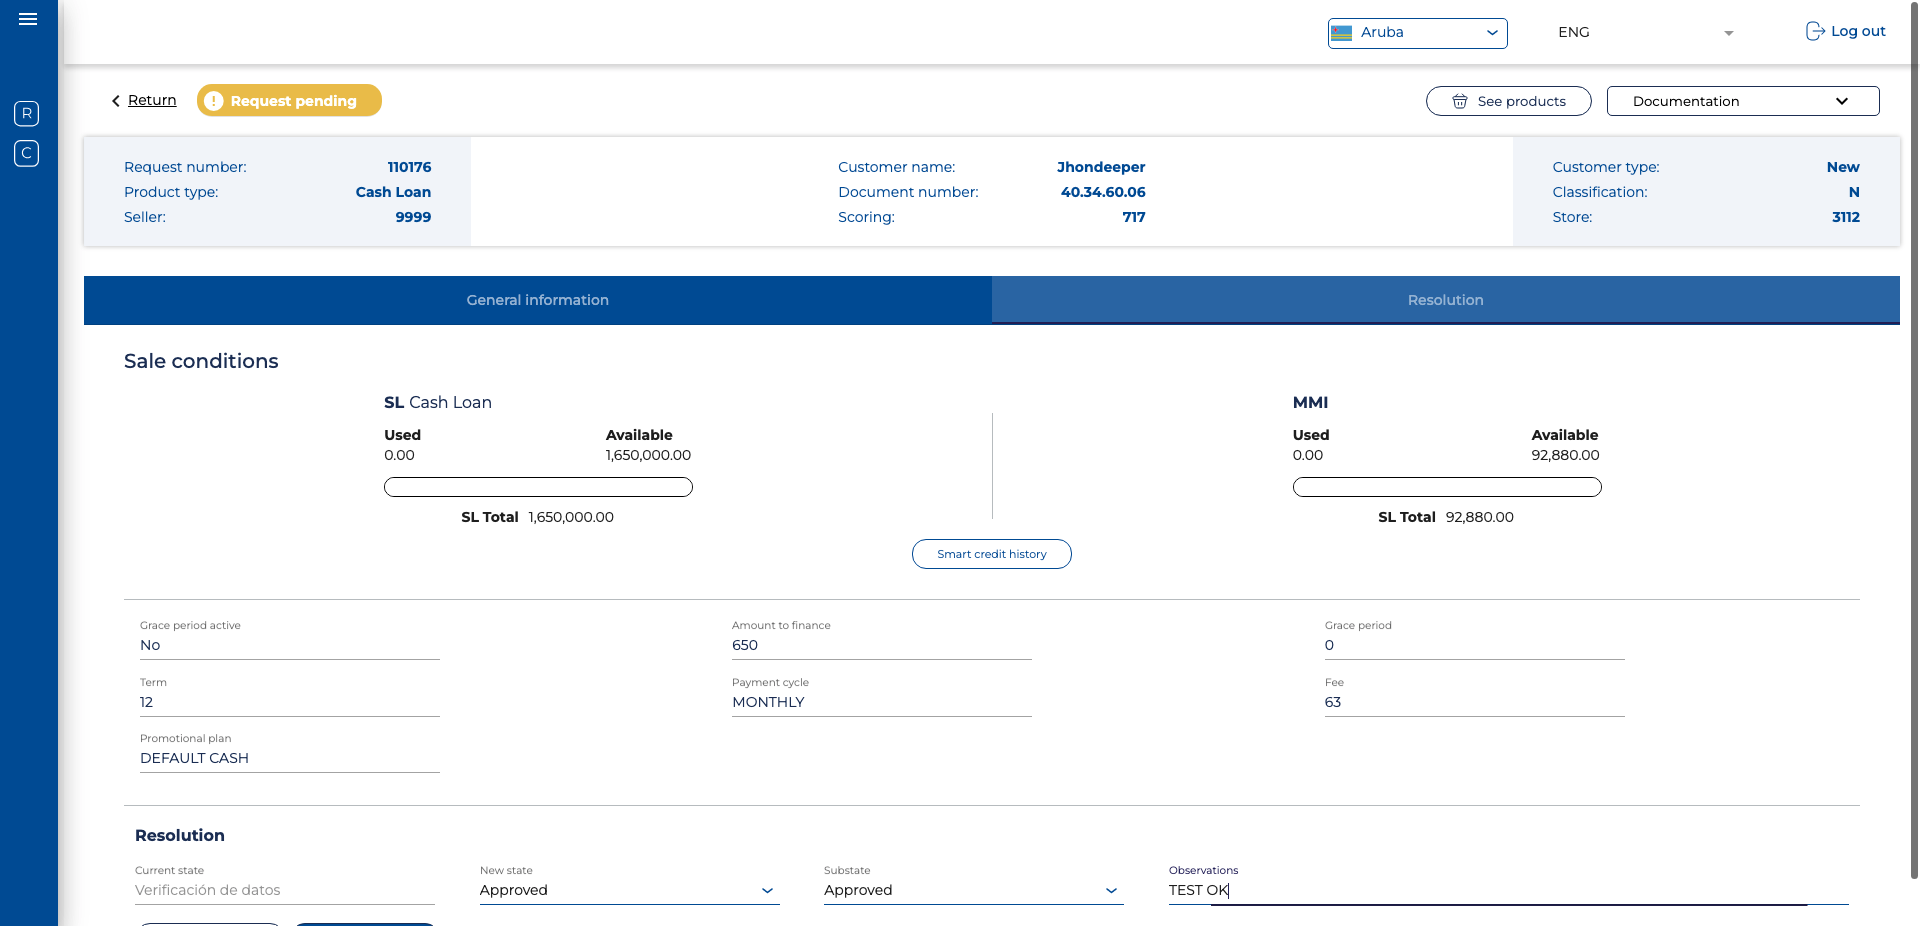 Aruba
ENG
Log out
Return
Request pending
See products
Documentation
R
C
Request number: 110176
Product type: Cash Loan
Seller: 9999
Customer name: Jhondeeper
Document number: 40.34.60.06
Scoring: 717
Customer type: New
Classification: N
Store: 3112
General information
Resolution
Sale conditions
SL Cash Loan
Used Available
0.00 1,650,000.00
SL Total 1,650,000.00
MMI
Used Available
0.00 92,880.00
SL Total 92,880.00
Smart credit history
Grace period active
No
Amount to finance
650
Grace period
0
Term
12
Payment cycle
MONTHLY
Fee
63
Promotional plan
DEFAULT CASH
Resolution
Current state
Verificación de datos
New state
Approved
Substate
Approved
Observations
TEST OK